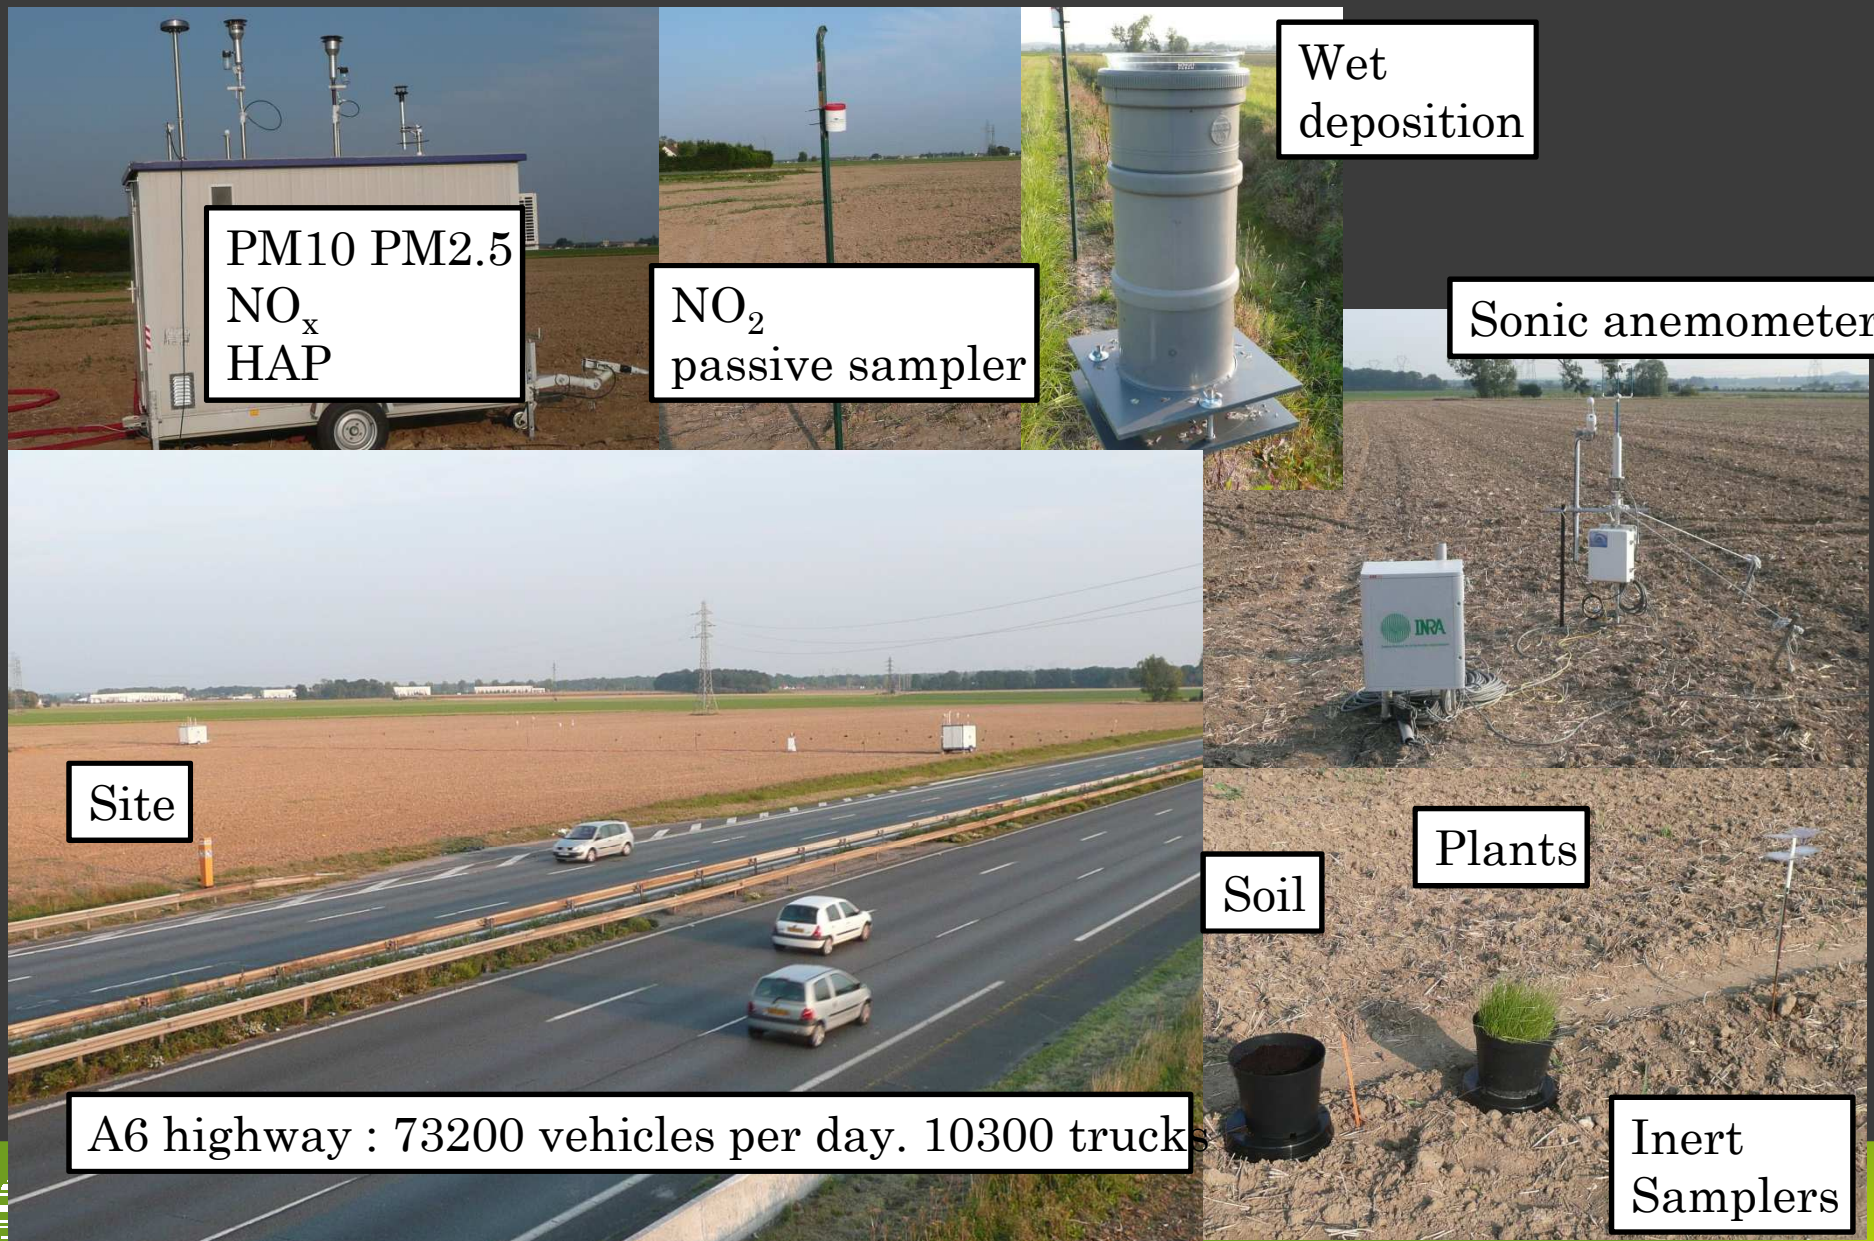 PM10 PM2.5
NOₓ
HAP
NO₂
passive sampler
Wet
deposition
Sonic anemometer
INRA
Site
Plants
Soil
A6 highway : 73200 vehicles per day. 10300 trucks
Inert
Samplers